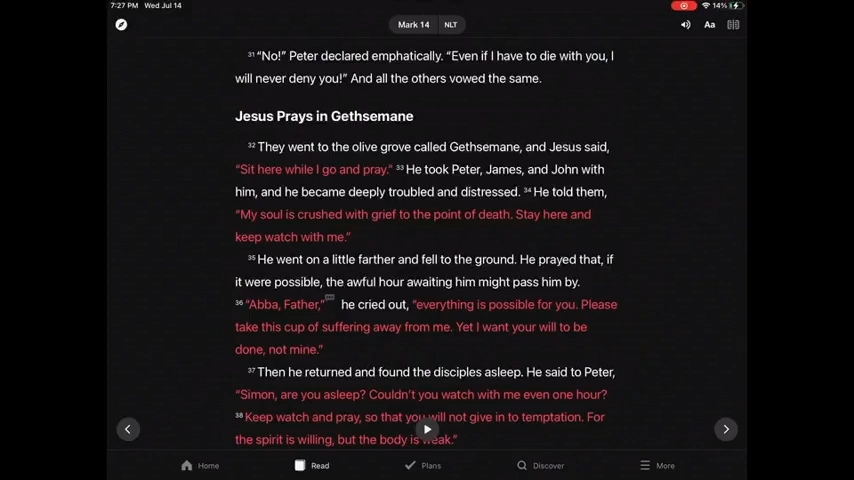 7:27 PM Wed Jul 14
14%
Mark 14 NLT
Aa
31 “No!” Peter declared emphatically. “Even if I have to die with you, I
will never deny you!” And all the others vowed the same.
Jesus Prays in Gethsemane
32 They went to the olive grove called Gethsemane, and Jesus said,
“Sit here while I go and pray.” 33 He took Peter, James, and John with
him, and he became deeply troubled and distressed. 34 He told them,
“My soul is crushed with grief to the point of death. Stay here and
keep watch with me.”
35 He went on a little farther and fell to the ground. He prayed that, if
it were possible, the awful hour awaiting him might pass him by.
36 “Abba, Father,” he cried out, “everything is possible for you. Please
take this cup of suffering away from me. Yet I want your will to be
done, not mine.”
37 Then he returned and found the disciples asleep. He said to Peter,
“Simon, are you asleep? Couldn’t you watch with me even one hour?
38 Keep watch and pray, so that you will not give in to temptation. For
the spirit is willing, but the body is weak.”
Home Read Plans Discover More